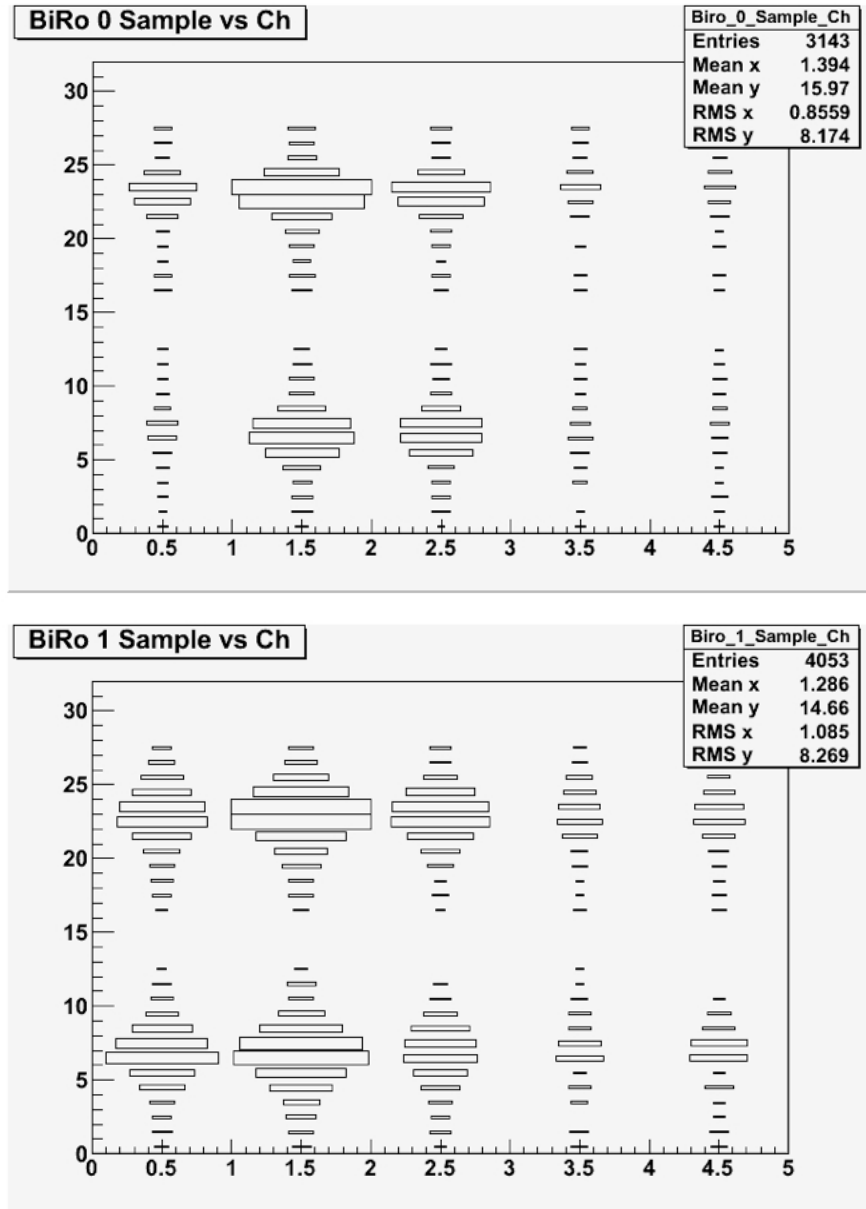 BiRo 0 Sample vs Ch
Biro_0_Sample_Ch
Entries 3143
Mean x 1.394
Mean y 15.97
RMS x 0.8559
RMS y 8.174
30
25
20
15
10
5
0
0 0.5 1 1.5 2 2.5 3 3.5 4 4.5 5
BiRo 1 Sample vs Ch
Biro_1_Sample_Ch
Entries 4053
Mean x 1.286
Mean y 14.66
RMS x 1.085
RMS y 8.269
30
25
20
15
10
5
0
0 0.5 1 1.5 2 2.5 3 3.5 4 4.5 5